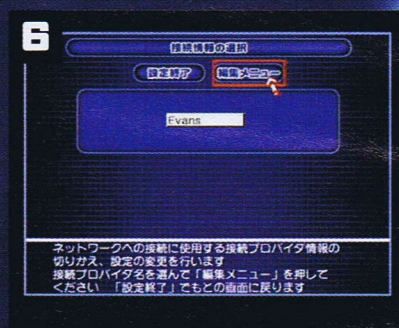 6
接続情報の選択
設定終了 編集メニュー
Evans
ネットワークへの接続に使用する接続プロバイダ情報の
切りかえ、設定の変更を行います
接続プロバイダ名を選んで「編集メニュー」を押して
ください 「設定終了」でもとの画面に戻ります